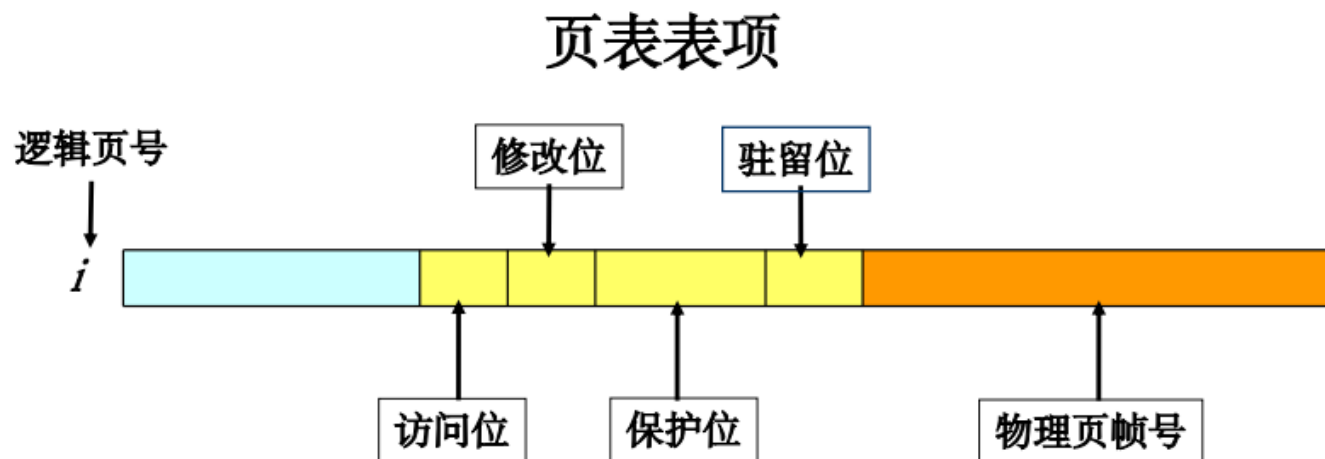 页表表项
逻辑页号
修改位
驻留位
i
访问位
保护位
物理页帧号